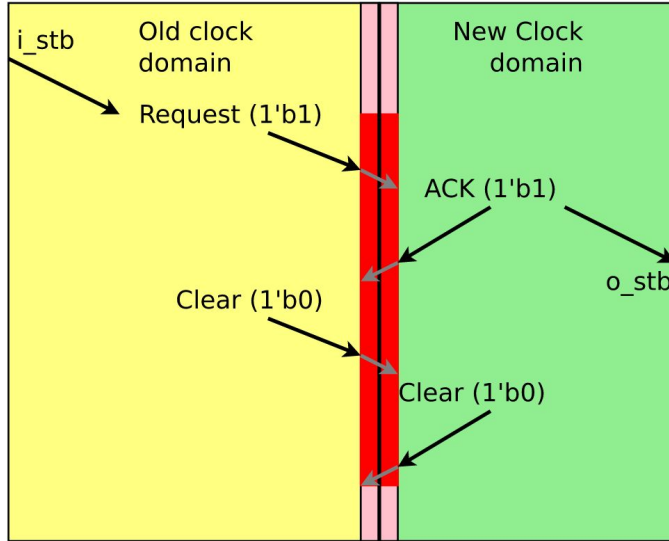 i_stb
Old clock
domain
New Clock
domain
Request (1'b1)
ACK (1'b1)
o_stb
Clear (1'b0)
Clear (1'b0)